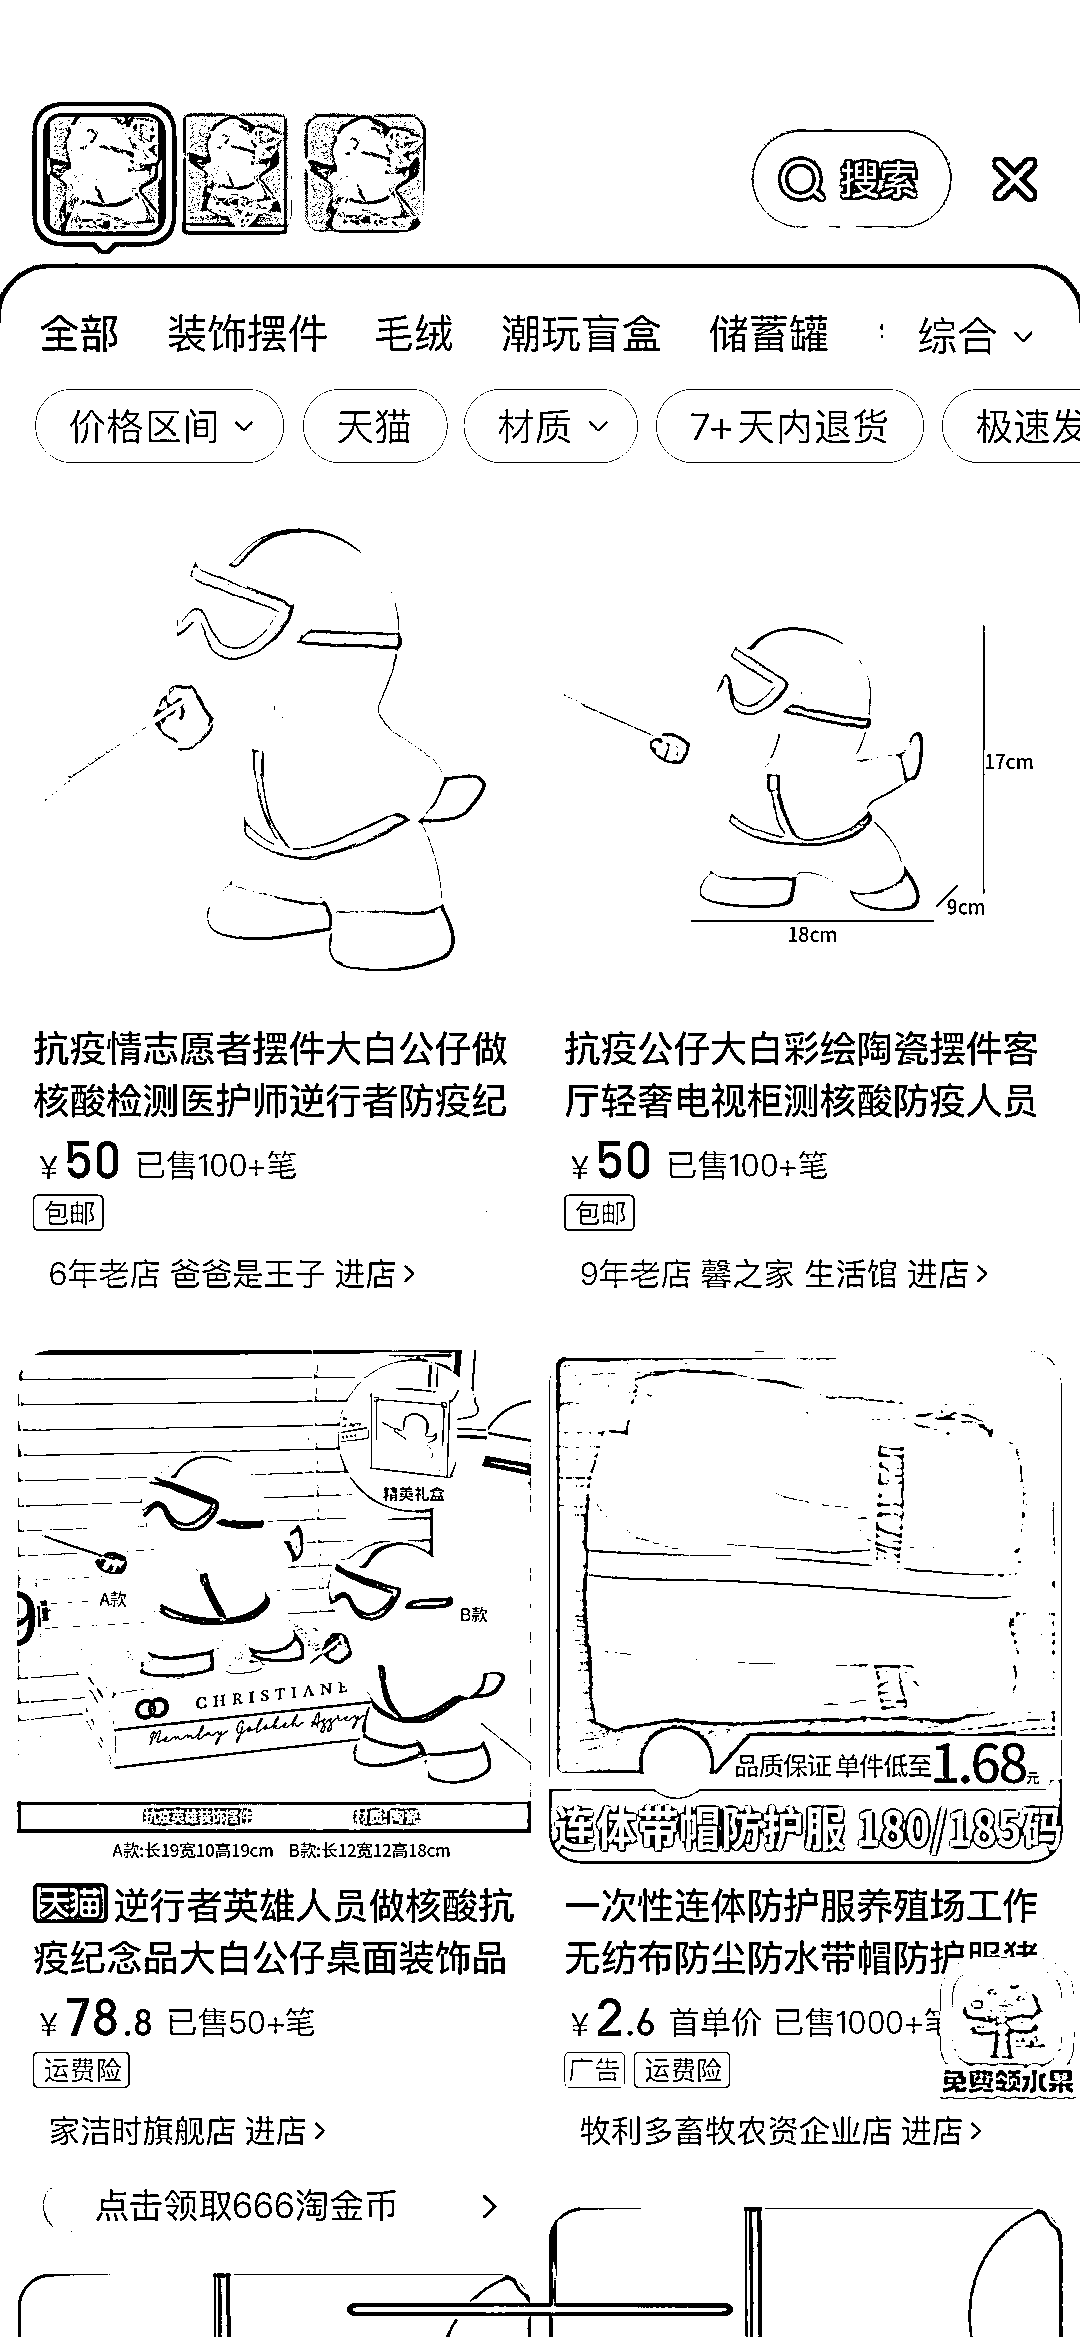 搜索
全部 装饰摆件 毛绒 潮玩盲盒 储蓄罐 综合
价格区间 天猫 材质 7+天内退货 极速发
17cm
9cm
18cm
抗疫情志愿者摆件大白公仔做
核酸检测医护师逆行者防疫纪
¥50 已售100+笔
包邮
6年老店 爸爸是王子 进店
抗疫公仔大白彩绘陶瓷摆件客
厅轻奢电视柜测核酸防疫人员
¥50 已售100+笔
包邮
9年老店 馨之家 生活馆 进店
精美礼盒
A款
B款
CHRISTIANE
抗疫英雄装饰摆件 材质:陶瓷
A款:长19宽10高19cm B款:长12宽12高18cm
天猫 逆行者英雄人员做核酸抗
疫纪念品大白公仔桌面装饰品
¥78.8 已售50+笔
运费险
家洁时旗舰店 进店
品质保证 单件低至1.68元
连体带帽防护服 180/185码
一次性连体防护服养殖场工作
无纺布防尘防水带帽防护服猪
¥2.6 首单价 已售1000+笔
广告 运费险
牧利多畜牧农资企业店 进店
免费领水果
点击领取666淘金币